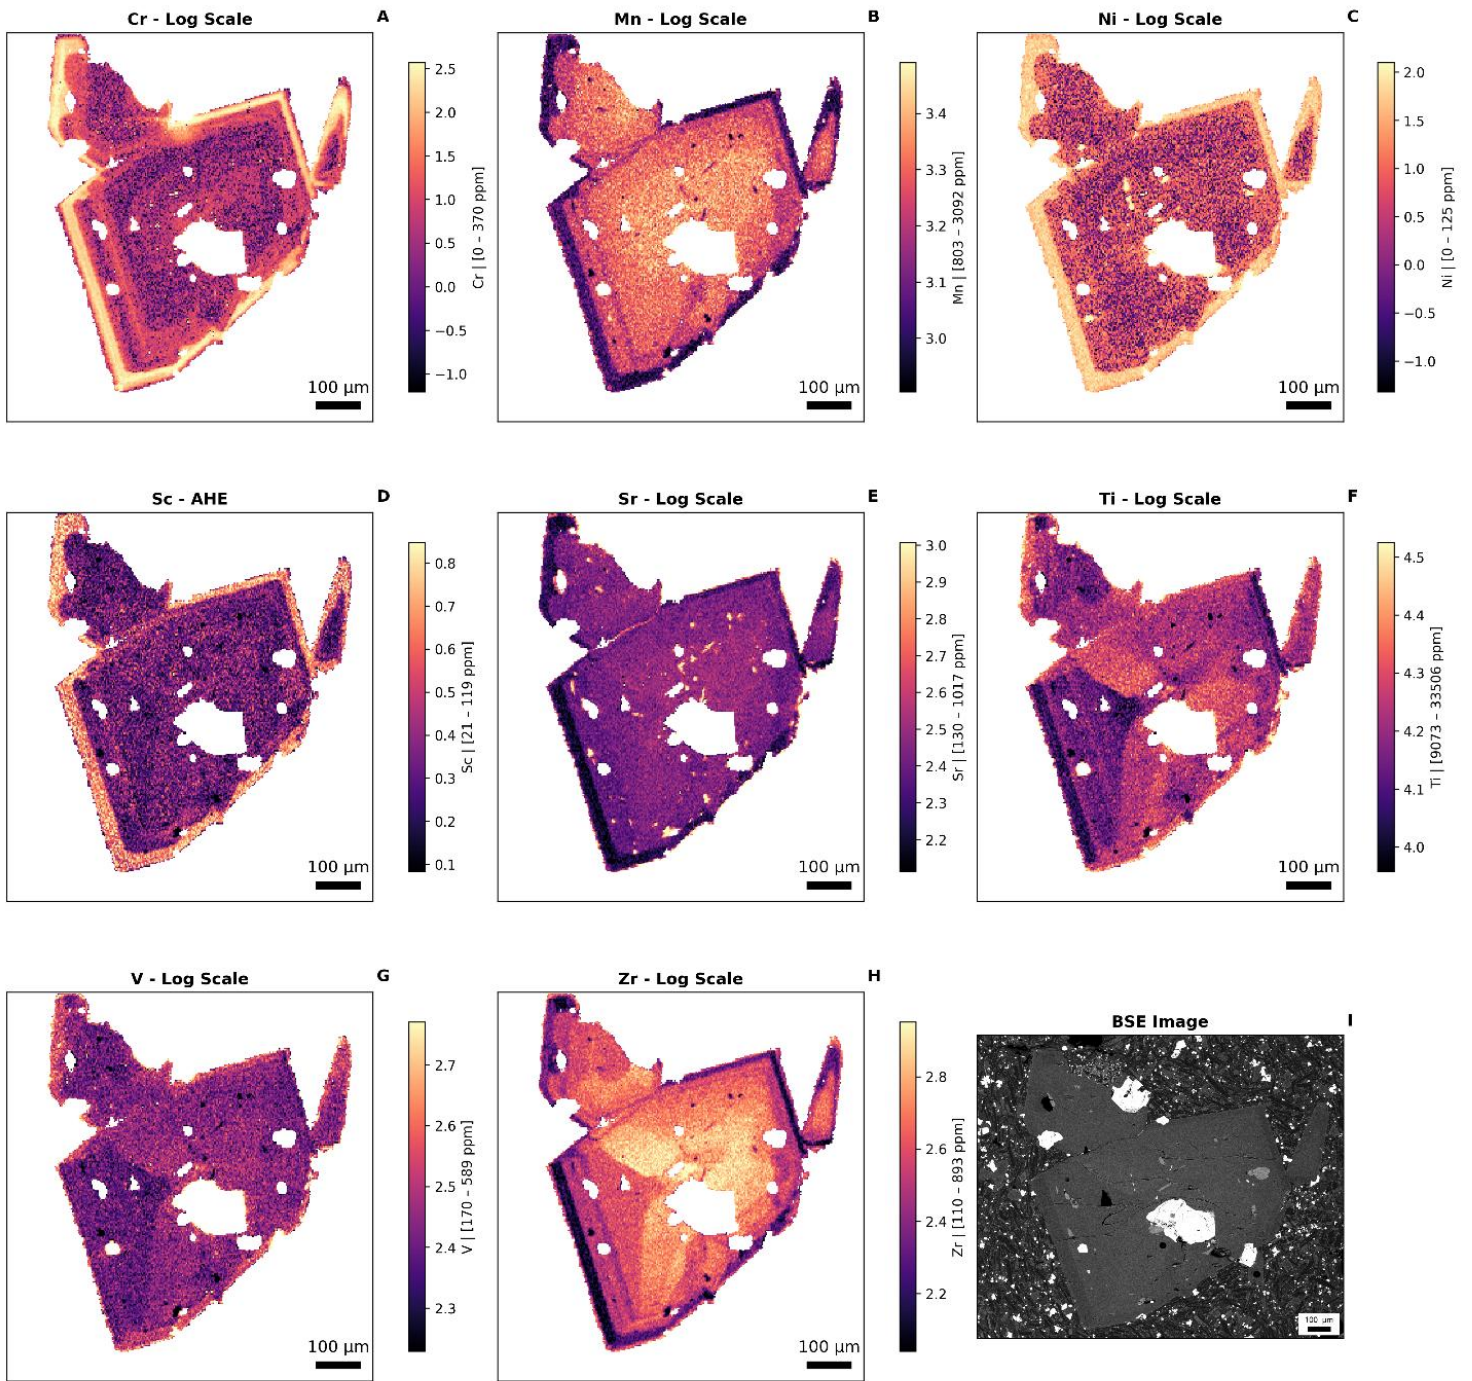 Cr - Log Scale A
2.5
2.0
1.5
1.0
0.5
0.0
−0.5
−1.0
Cr | [0 – 370 ppm]
100 µm
Mn - Log Scale B
3.4
3.3
3.2
3.1
3.0
Mn | [803 – 3092 ppm]
100 µm
Ni - Log Scale C
2.0
1.5
1.0
0.5
0.0
−0.5
−1.0
Ni | [0 – 125 ppm]
100 µm
Sc - AHE D
0.8
0.7
0.6
0.5
0.4
0.3
0.2
0.1
Sc | [21 – 119 ppm]
100 µm
Sr - Log Scale E
3.0
2.9
2.8
2.7
2.6
2.5
2.4
2.3
2.2
Sr | [130 – 1017 ppm]
100 µm
Ti - Log Scale F
4.5
4.4
4.3
4.2
4.1
4.0
Ti | [9073 – 33506 ppm]
100 µm
V - Log Scale G
2.7
2.6
2.5
2.4
2.3
V | [170 – 589 ppm]
100 µm
Zr - Log Scale H
2.8
2.6
2.4
2.2
Zr | [110 – 893 ppm]
100 µm
BSE Image I
100 µm